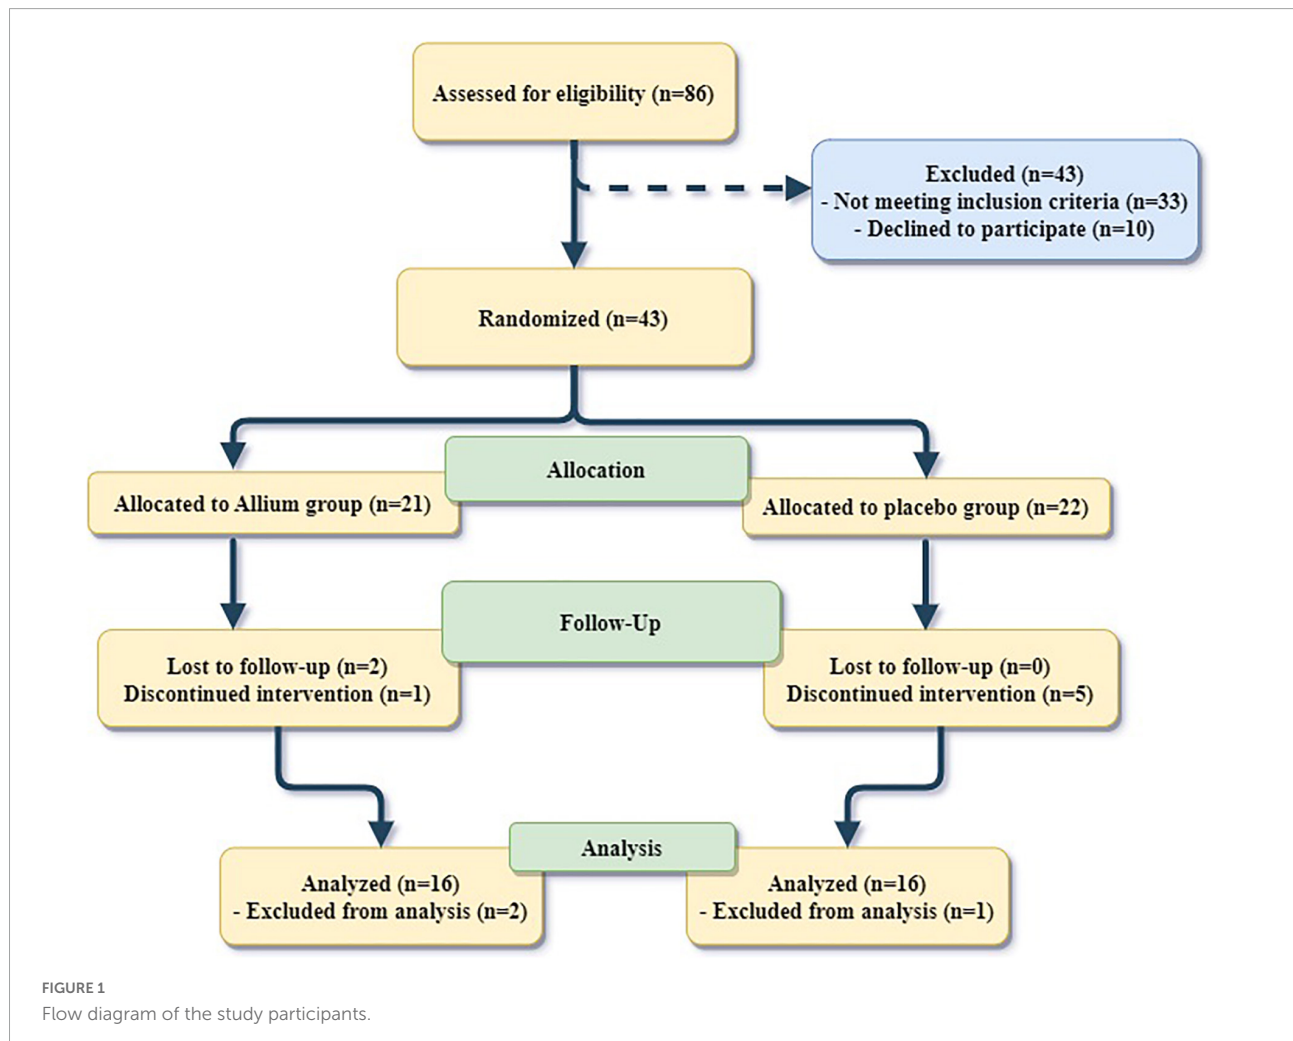 Assessed for eligibility (n=86)
Excluded (n=43)
- Not meeting inclusion criteria (n=33)
- Declined to participate (n=10)
Randomized (n=43)
Allocation
Allocated to Allium group (n=21)
Allocated to placebo group (n=22)
Follow-Up
Lost to follow-up (n=2)
Discontinued intervention (n=1)
Lost to follow-up (n=0)
Discontinued intervention (n=5)
Analysis
Analyzed (n=16)
- Excluded from analysis (n=2)
Analyzed (n=16)
- Excluded from analysis (n=1)
FIGURE 1
Flow diagram of the study participants.